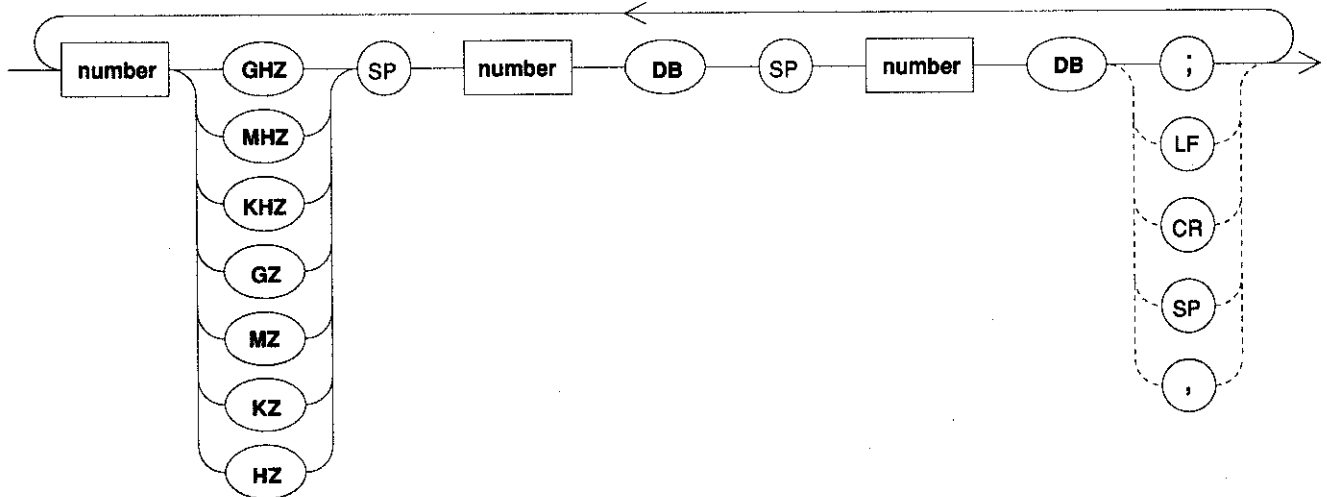 number GHZ SP number DB SP number DB ;
MHZ LF
KHZ CR
GZ SP
MZ ,
KZ
HZ